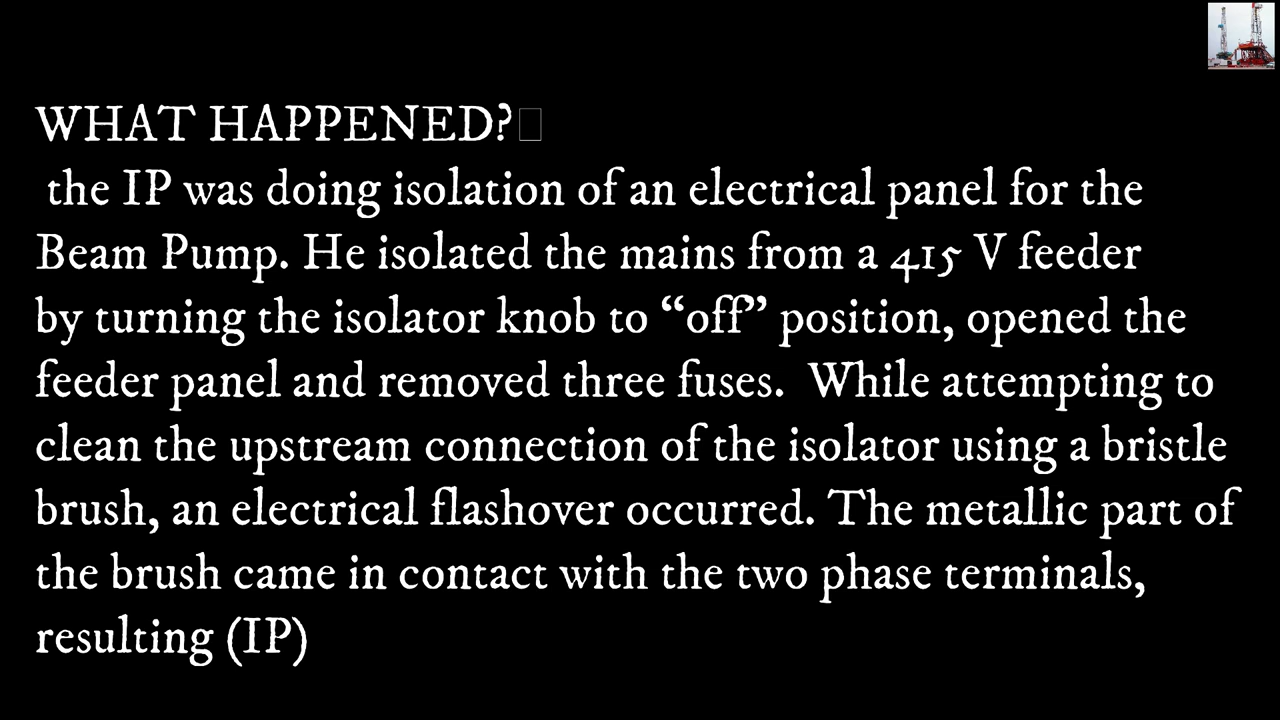 WHAT HAPPENED?
the IP was doing isolation of an electrical panel for the
Beam Pump. He isolated the mains from a 415 V feeder
by turning the isolator knob to “off” position, opened the
feeder panel and removed three fuses. While attempting to
clean the upstream connection of the isolator using a bristle
brush, an electrical flashover occurred. The metallic part of
the brush came in contact with the two phase terminals,
resulting (IP)